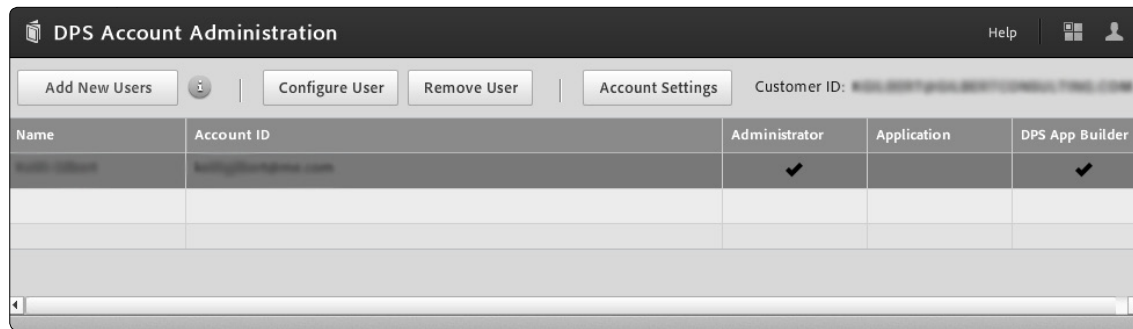 DPS Account Administration
Help
Add New Users
Configure User
Remove User
Account Settings
Customer ID:
Name
Account ID
Administrator
Application
DPS App Builder